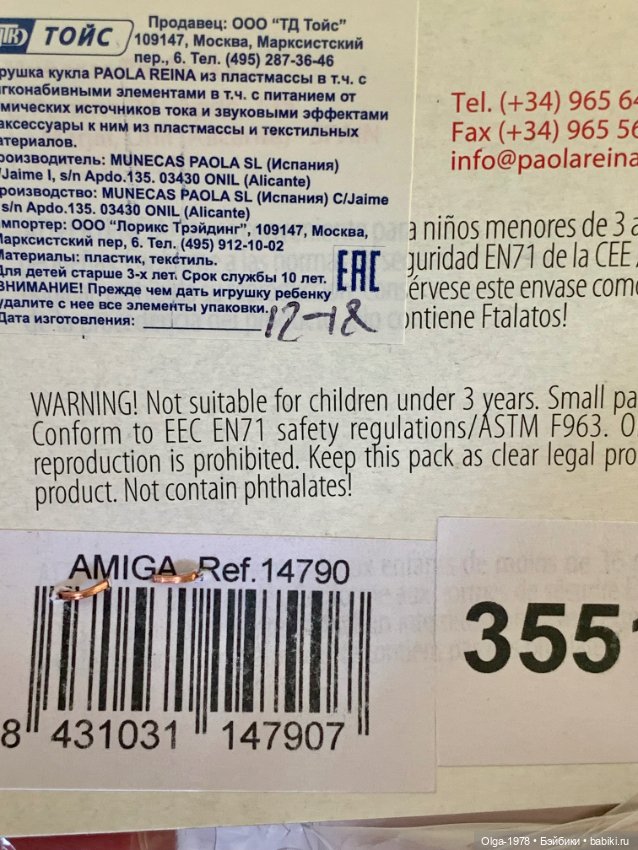 ТК ТОЙС
Продавец: ООО “ТД Тойс”
109147, Москва, Марксистский
пер., 6. Тел. (495) 287-36-46
грушка кукла PAOLA REINA из пластмассы в т.ч. с
ягконабивными элементами в т.ч. с питанием от
имических источников тока и звуковыми эффектами
аксессуары к ним из пластмассы и текстильных
атериалов.
роизводитель: MUNECAS PAOLA SL (Испания)
/Jaime I, s/n Apdo.135. 03430 ONIL (Alicante)
роизводство: MUNECAS PAOLA SL (Испания) C/Jaime
, s/n Apdo.135. 03430 ONIL (Alicante)
мпортер: ООО “Лорикс Трэйдинг”, 109147, Москва,
Марксистский пер, 6. Тел. (495) 912-10-02
Материалы: пластик, текстиль.
Для детей старше 3-х лет. Срок службы 10 лет.
ВНИМАНИЕ! Прежде чем дать игрушку ребенку
удалите с нее все элементы упаковки.
Дата изготовления: 12-18
EAC
Tel. (+34) 965 64
Fax (+34) 965 56
info@paolareina
a niños menores de 3 a
guridad EN71 de la CEE
érvese este envase como
ontiene Ftalatos!
WARNING! Not suitable for children under 3 years. Small pa
Conform to EEC EN71 safety regulations/ASTM F963. O
reproduction is prohibited. Keep this pack as clear legal pro
product. Not contain phthalates!
AMIGA Ref.14790
8 431031 147907
3551
Olga-1978 • Бэйбики • babiki.ru